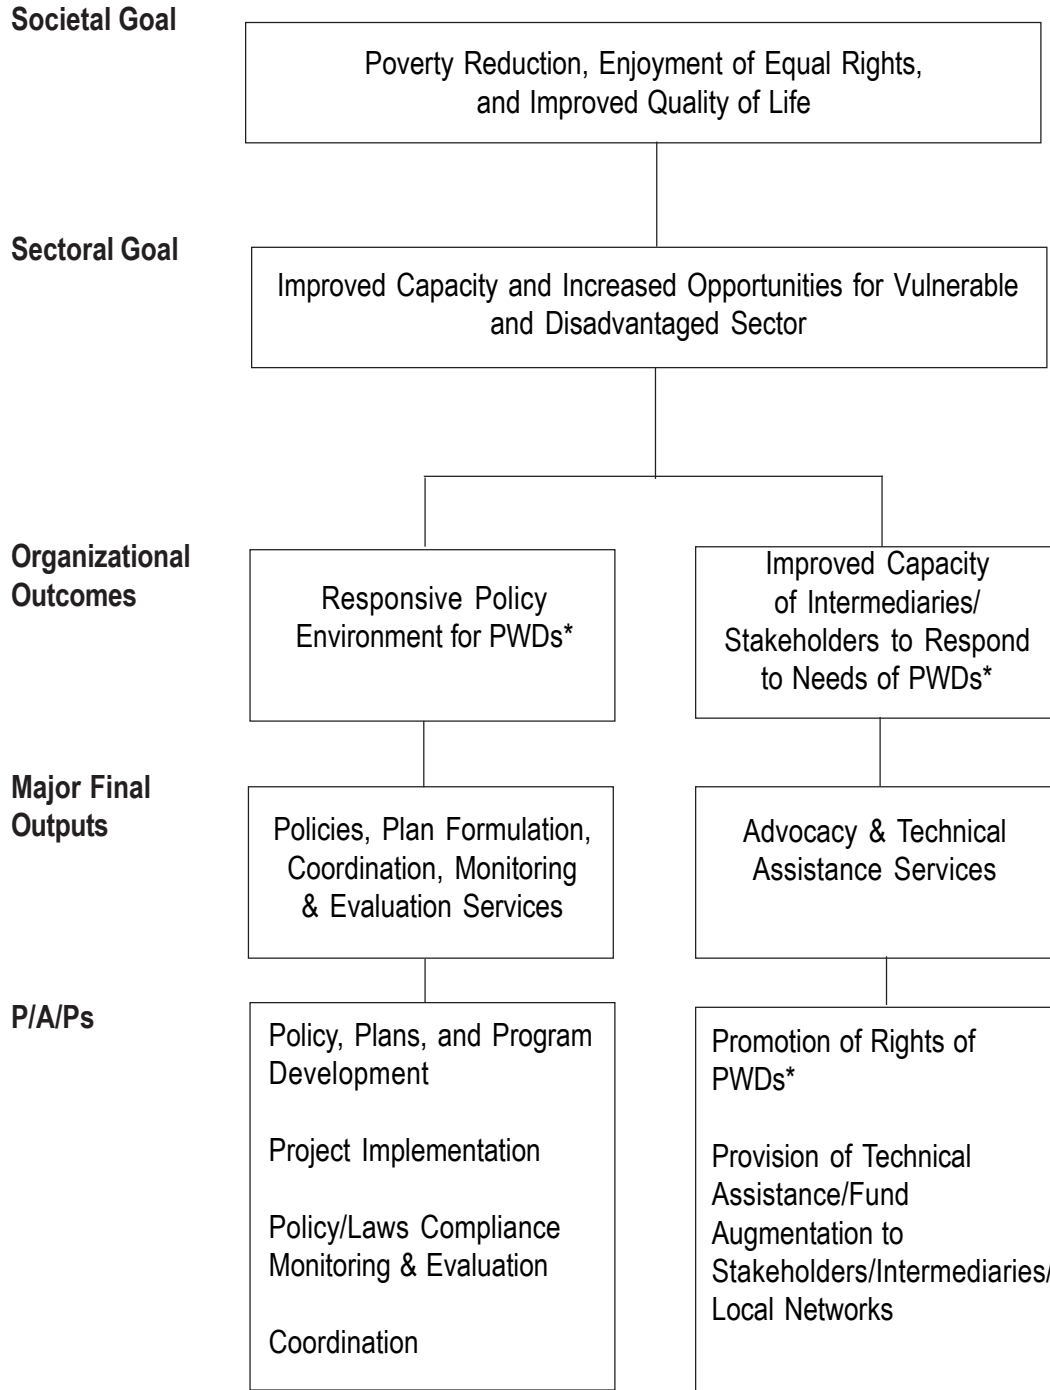 Societal Goal
Poverty Reduction, Enjoyment of Equal Rights,
and Improved Quality of Life
Sectoral Goal
Improved Capacity and Increased Opportunities for Vulnerable
and Disadvantaged Sector
Organizational
Outcomes
Responsive Policy
Environment for PWDs*
Improved Capacity
of Intermediaries/
Stakeholders to Respond
to Needs of PWDs*
Major Final
Outputs
Policies, Plan Formulation,
Coordination, Monitoring
& Evaluation Services
Advocacy & Technical
Assistance Services
P/A/Ps
Policy, Plans, and Program
Development
Project Implementation
Policy/Laws Compliance
Monitoring & Evaluation
Coordination
Promotion of Rights of
PWDs*
Provision of Technical
Assistance/Fund
Augmentation to
Stakeholders/Intermediaries/
Local Networks